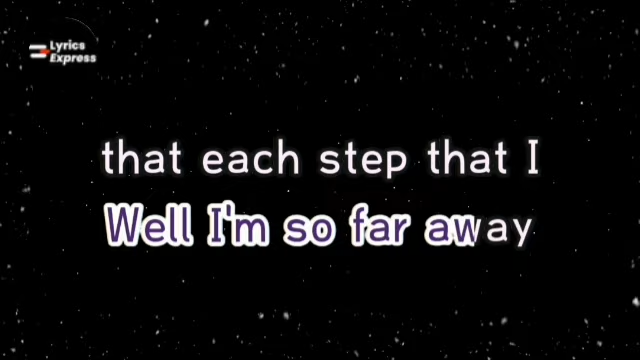 Lyrics
Express
that each step that I
Well I'm so far away